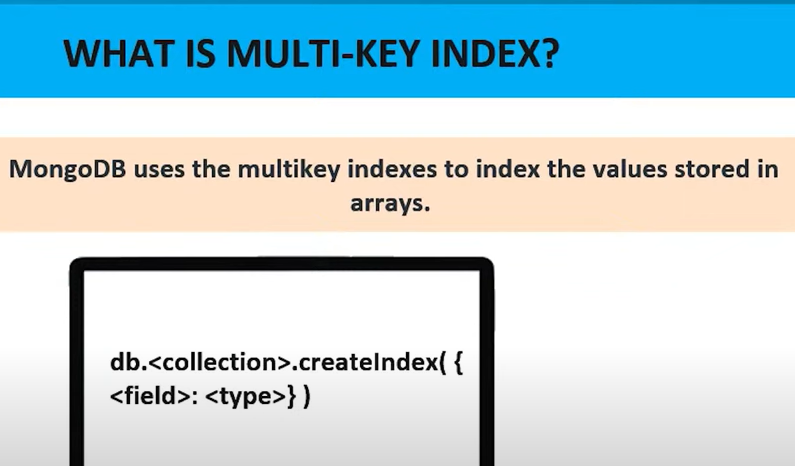 WHAT IS MULTI-KEY INDEX?
MongoDB uses the multikey indexes to index the values stored in
arrays.
db.<collection>.createIndex( {
<field>: <type>} )